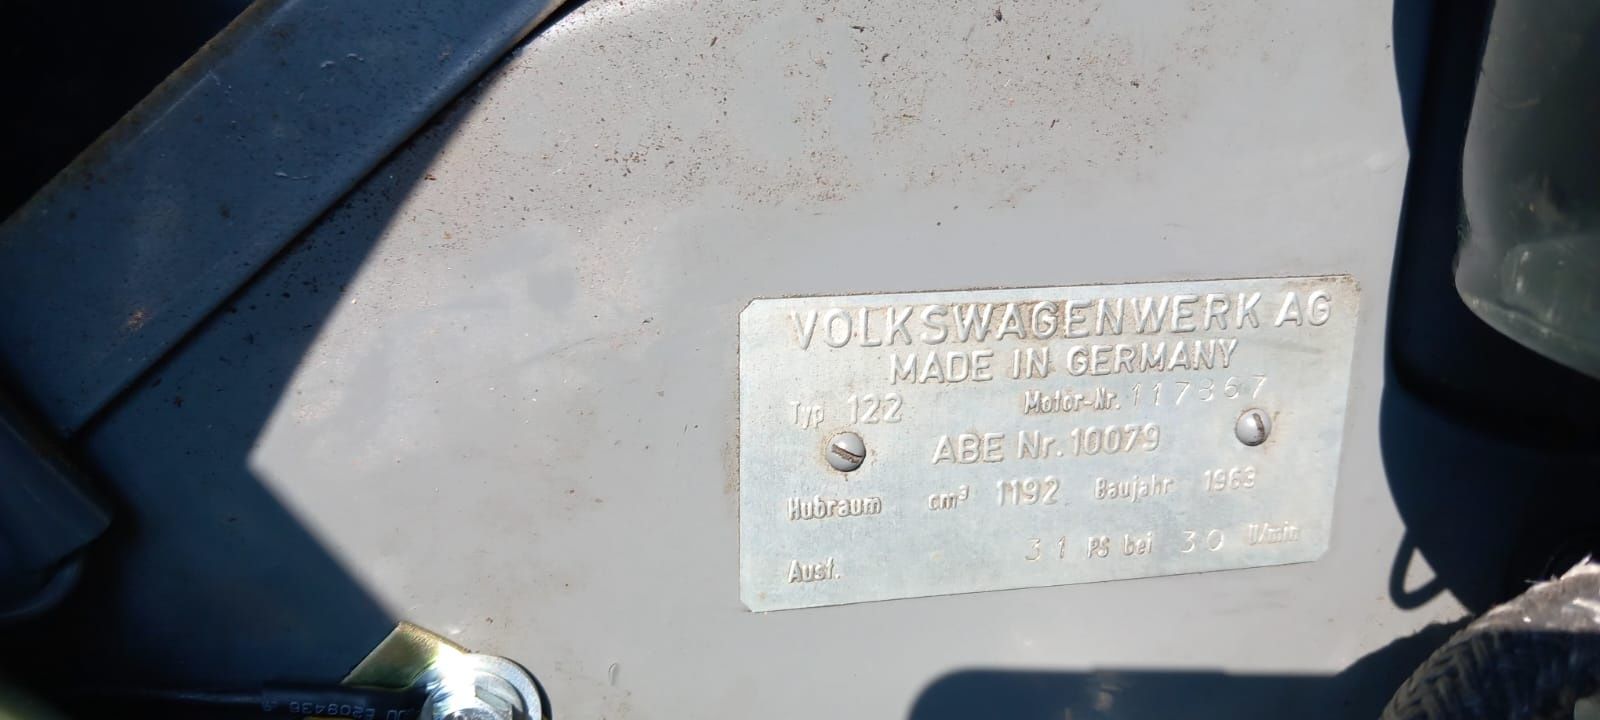 VOLKSWAGENWERK AG
MADE IN GERMANY
Typ 122 Motor-Nr. 117367
ABE Nr. 10079
Hubraum cm³ 1192 Baujahr 1963
31 PS bei 30 U/min
Ausf.